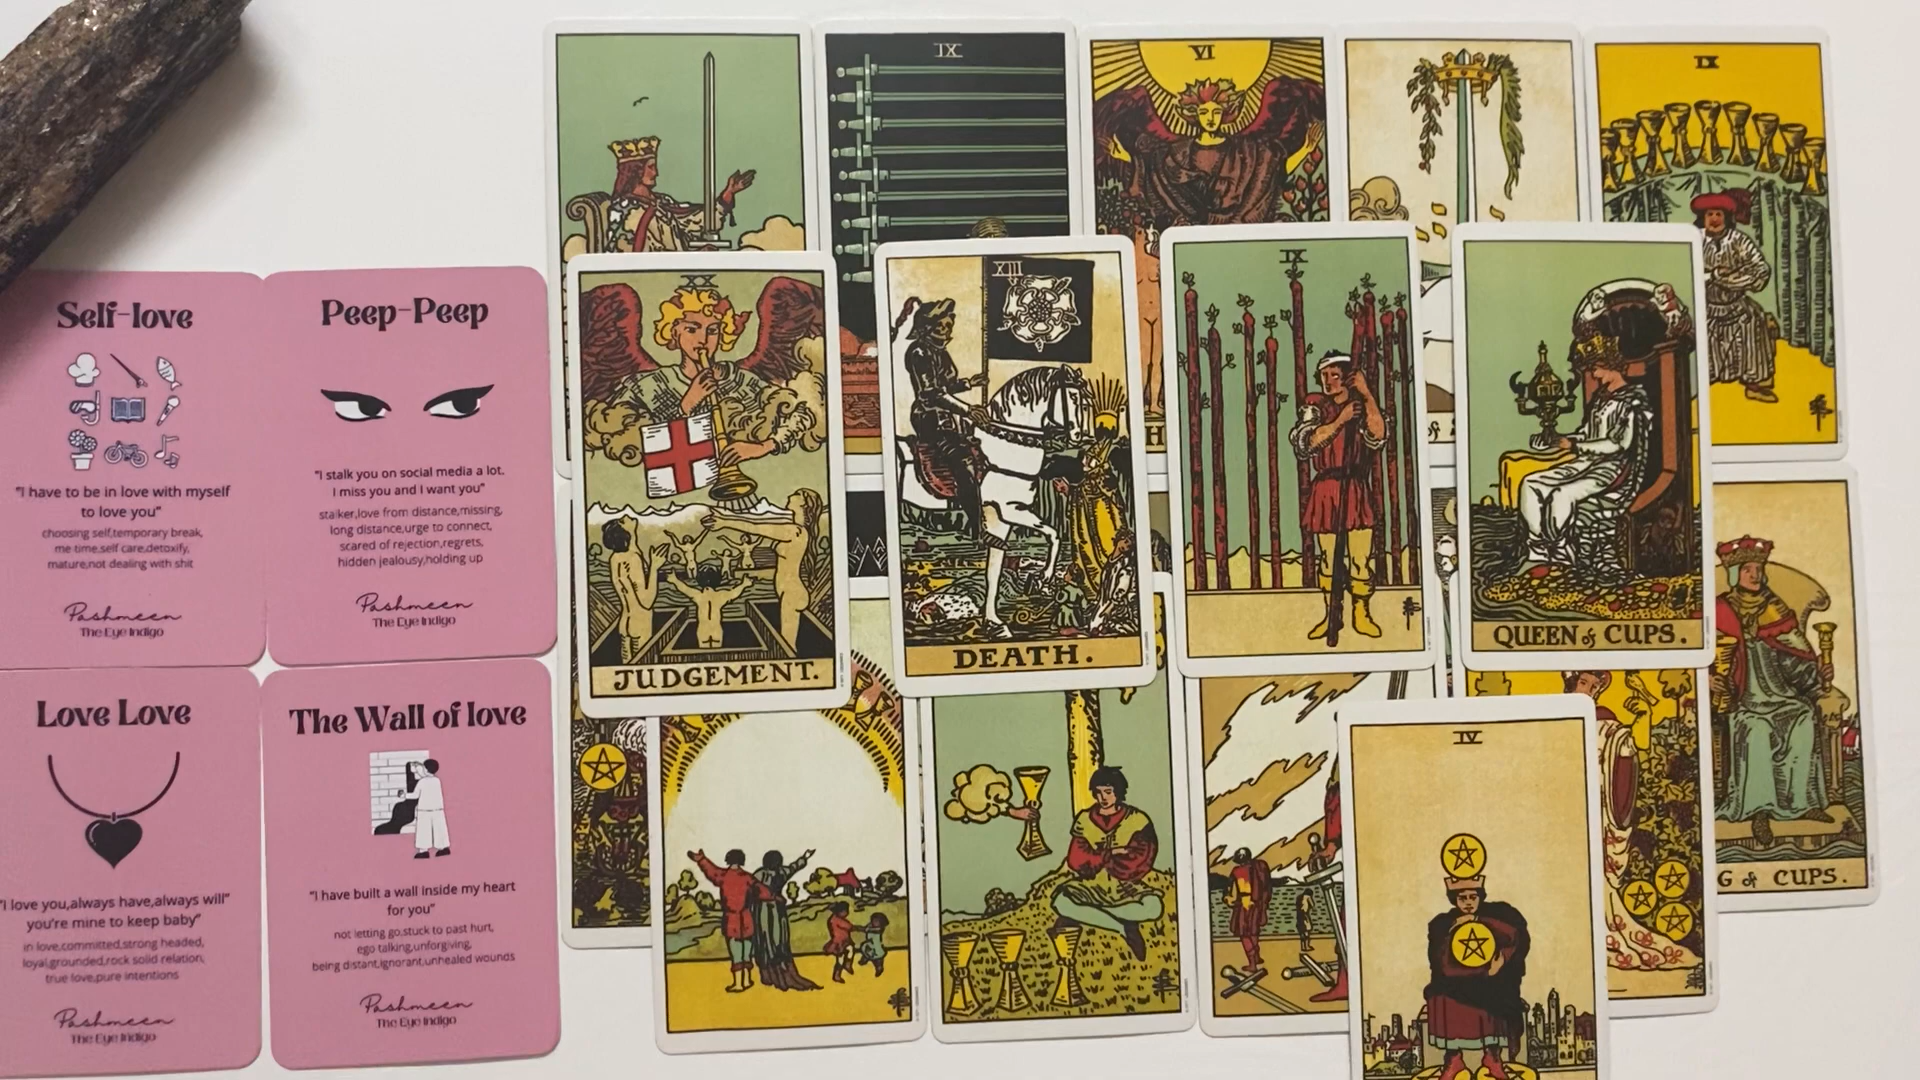 Self-love
"I have to be in love with myself
to love you"
choosing self,temporary break,
me time,self care,detoxify,
mature,not dealing with shit
Pashmeen
The Eye Indigo
Peep-Peep
"I stalk you on social media a lot.
I miss you and I want you"
stalker,love from distance,missing,
long distance,urge to connect,
scared of rejection,regrets,
hidden jealousy,holding up
Pashmeen
The Eye Indigo
Love Love
"I love you,always have,always will"
you're mine to keep baby"
in love,committed,strong headed,
loyal,grounded,rock solid relation,
true love,pure intentions
Pashmeen
The Eye Indigo
The Wall of love
"I have built a wall inside my heart
for you"
not letting go,stuck to past hurt,
ego talking,unforgiving,
being distant,ignorant,unhealed wounds
Pashmeen
The Eye Indigo
IX
VI
IX
XX
JUDGEMENT.
XIII
DEATH.
IX
QUEEN of CUPS.
G of CUPS.
IV